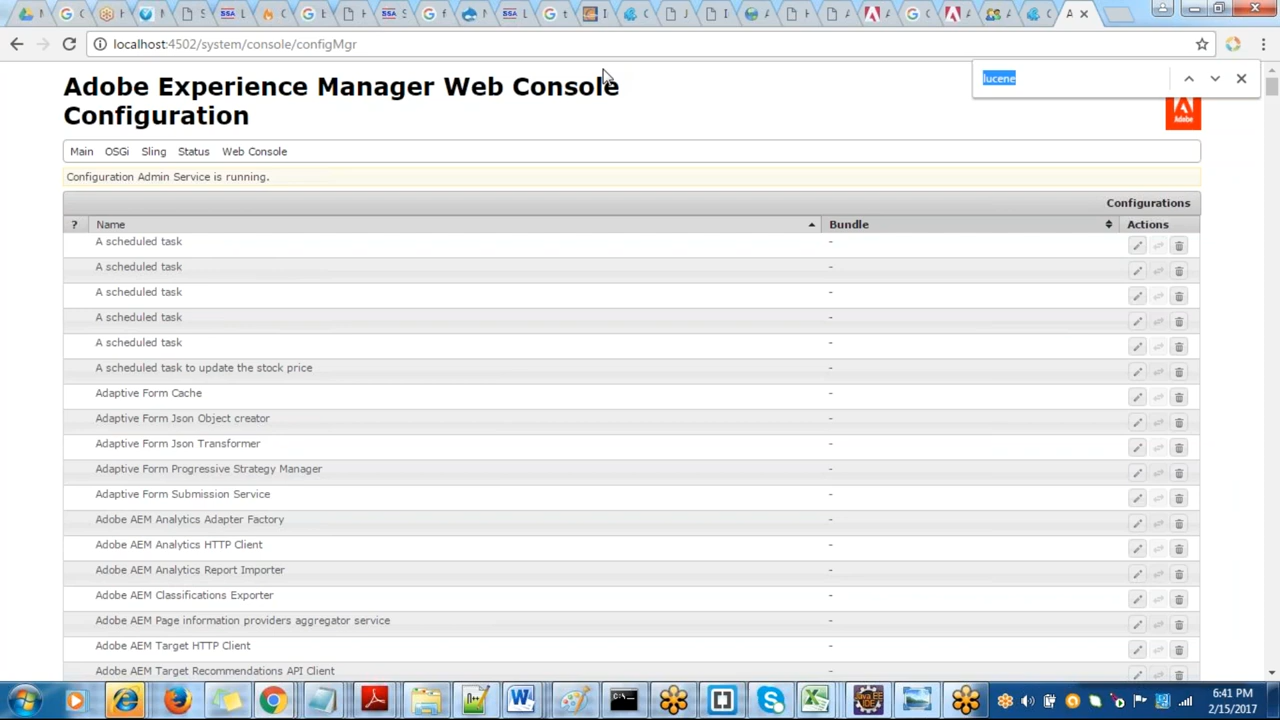 localhost:4502/system/console/configMgr
lucene
Adobe Experience Manager Web Console
Configuration
Adobe
Main OSGi Sling Status Web Console
Configuration Admin Service is running.
Configurations
? Name Bundle Actions
A scheduled task -
A scheduled task -
A scheduled task -
A scheduled task -
A scheduled task -
A scheduled task to update the stock price -
Adaptive Form Cache -
Adaptive Form Json Object creator -
Adaptive Form Json Transformer -
Adaptive Form Progressive Strategy Manager -
Adaptive Form Submission Service -
Adobe AEM Analytics Adapter Factory -
Adobe AEM Analytics HTTP Client -
Adobe AEM Analytics Report Importer -
Adobe AEM Classifications Exporter -
Adobe AEM Page information providers aggregator service -
Adobe AEM Target HTTP Client -
Adobe AEM Target Recommendations API Client -
6:41 PM
2/15/2017